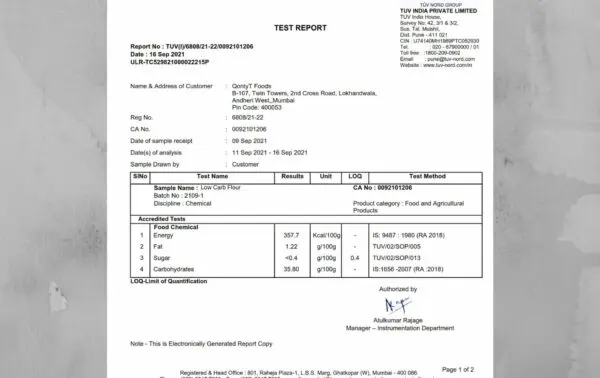 TÜV NORD GROUP
TUV INDIA PRIVATE LIMITED
TUV India House,
Survey No: 42, 3/1 & 3/2,
Sus, Tal. Mulshi,
Dist. Pune - 411 021
CIN : U74140MH1989PTC052930
Tel. : 020 - 67900000 / 01
Toll free :1800-209-0902
Email : pune@tuv-nord.com
Website : www.tuv-nord.com/in
TEST REPORT
Report No : TUV(I)/6808/21-22/0092101206
Date : 16 Sep 2021
ULR-TC529821000022215P
Name & Address of Customer : QontyT Foods
B-107, Twin Towers, 2nd Cross Road, Lokhandwala,
Andheri West,,Mumbai
Pin Code: 400053
Reg No. : 6808/21-22
CA No. : 0092101206
Date of sample receipt : 09 Sep 2021
Date(s) of analysis : 11 Sep 2021 - 16 Sep 2021
Sample Drawn by : Customer
SlNo Test Name Results Unit LOQ Test Method
Sample Name : Low Carb Flour CA No : 0092101206
Batch No : 2109-1
Discipline : Chemical Product category : Food and Agricultural
Products
Accredited Tests
Food Chemical
1 Energy 357.7 Kcal/100g - IS: 9487 : 1980 (RA 2018)
2 Fat 1.22 g/100g - TUV/02/SOP/005
3 Sugar <0.4 g/100g 0.4 TUV/02/SOP/013
4 Carbohydrates 35.80 g/100g - IS:1656 -2007 (RA :2018)
LOQ-Limit of Quantification
Authorized by
Atulkumar Rajage
Manager – Instrumentation Department
Note - This is Electronically Generated Report Copy
Page 1 of 2
Registered & Head Office : 801, Raheja Plaza-1, L.B.S. Marg, Ghatkopar (W), Mumbai - 400 086